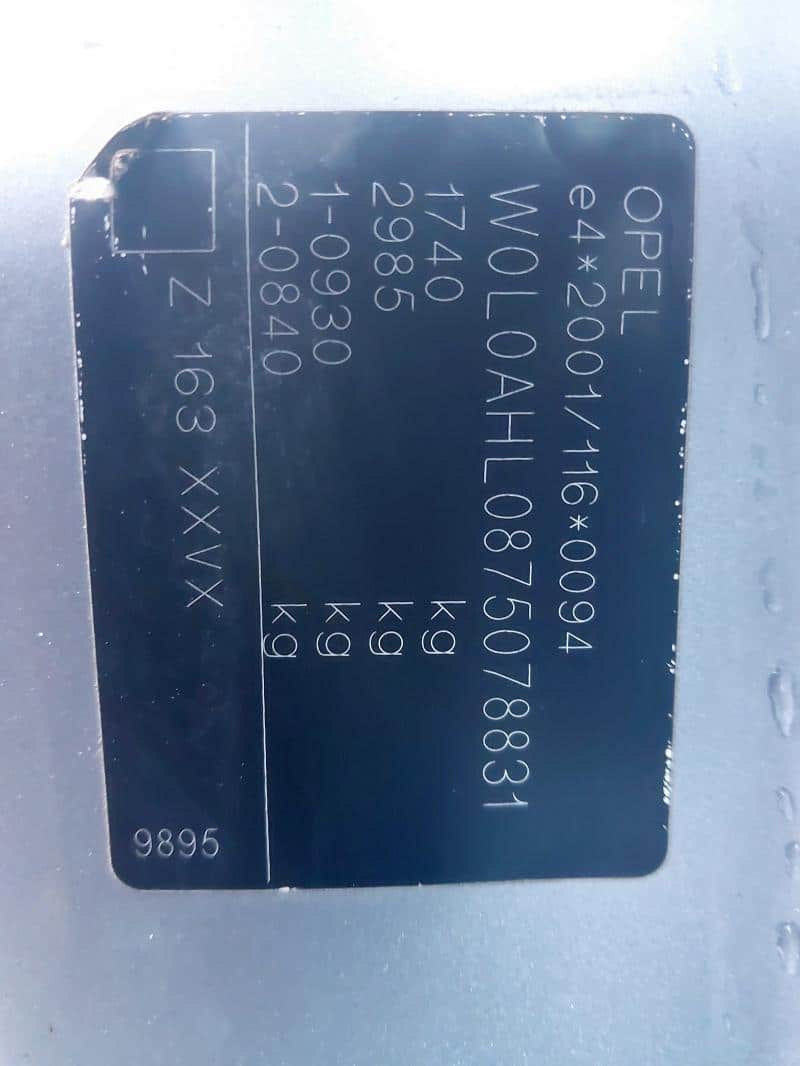 OPEL
e4*2001/116*0094
W0L0AHL0875078831
1740 kg
2985 kg
1-0930 kg
2-0840 kg
Z 163 XXVX
9895